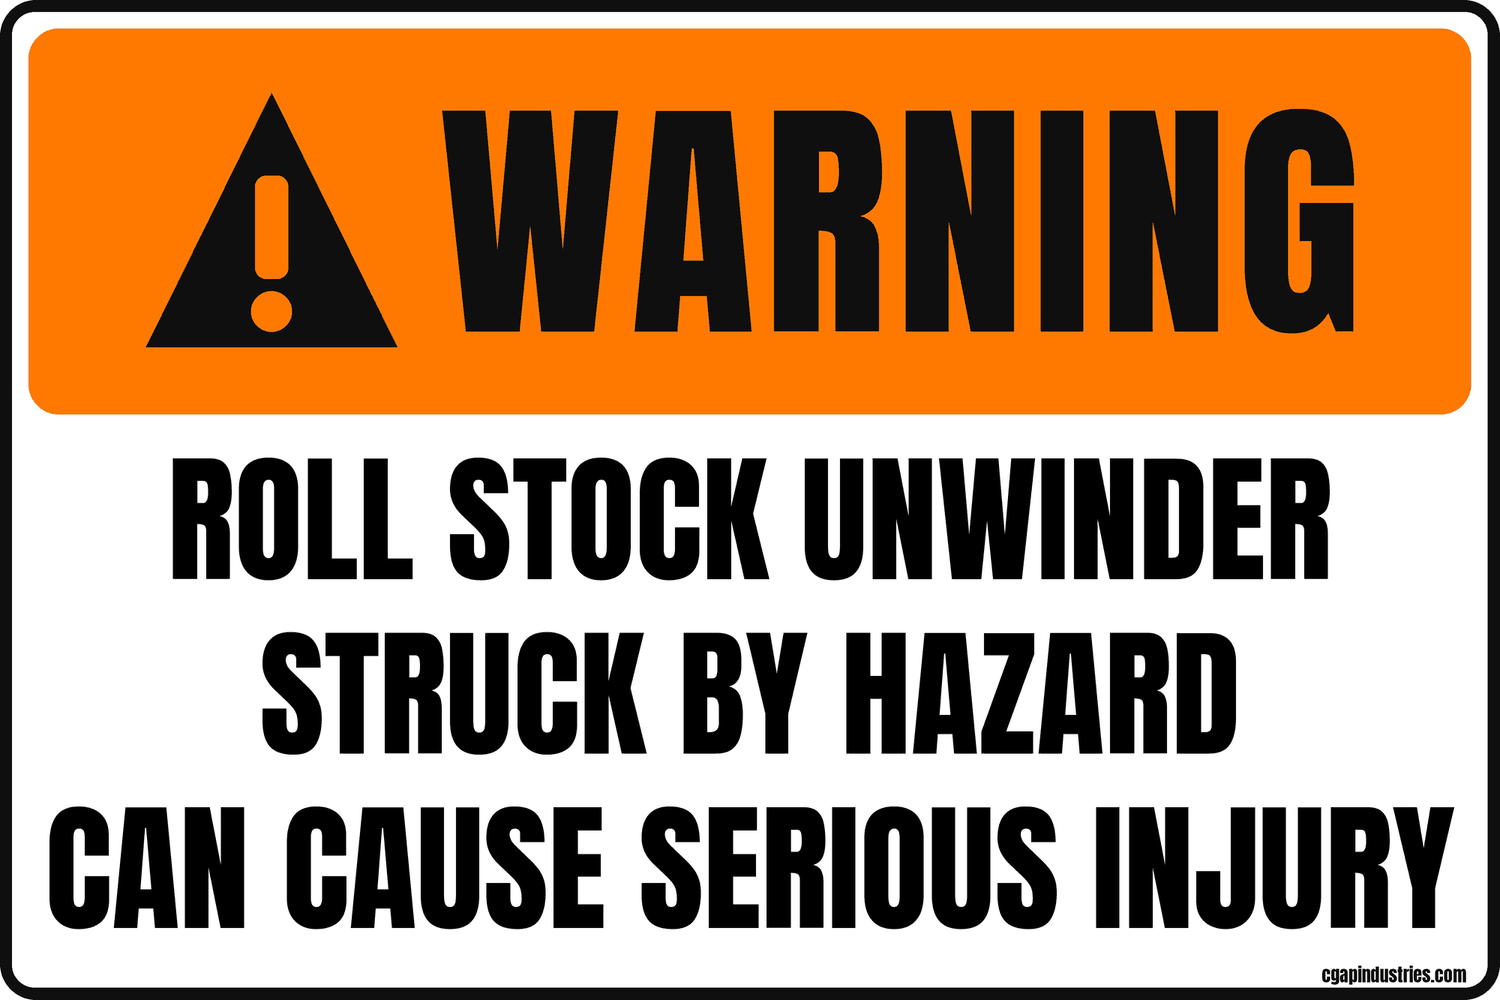 WARNING
ROLL STOCK UNWINDER
STRUCK BY HAZARD
CAN CAUSE SERIOUS INJURY
cgapindustries.com